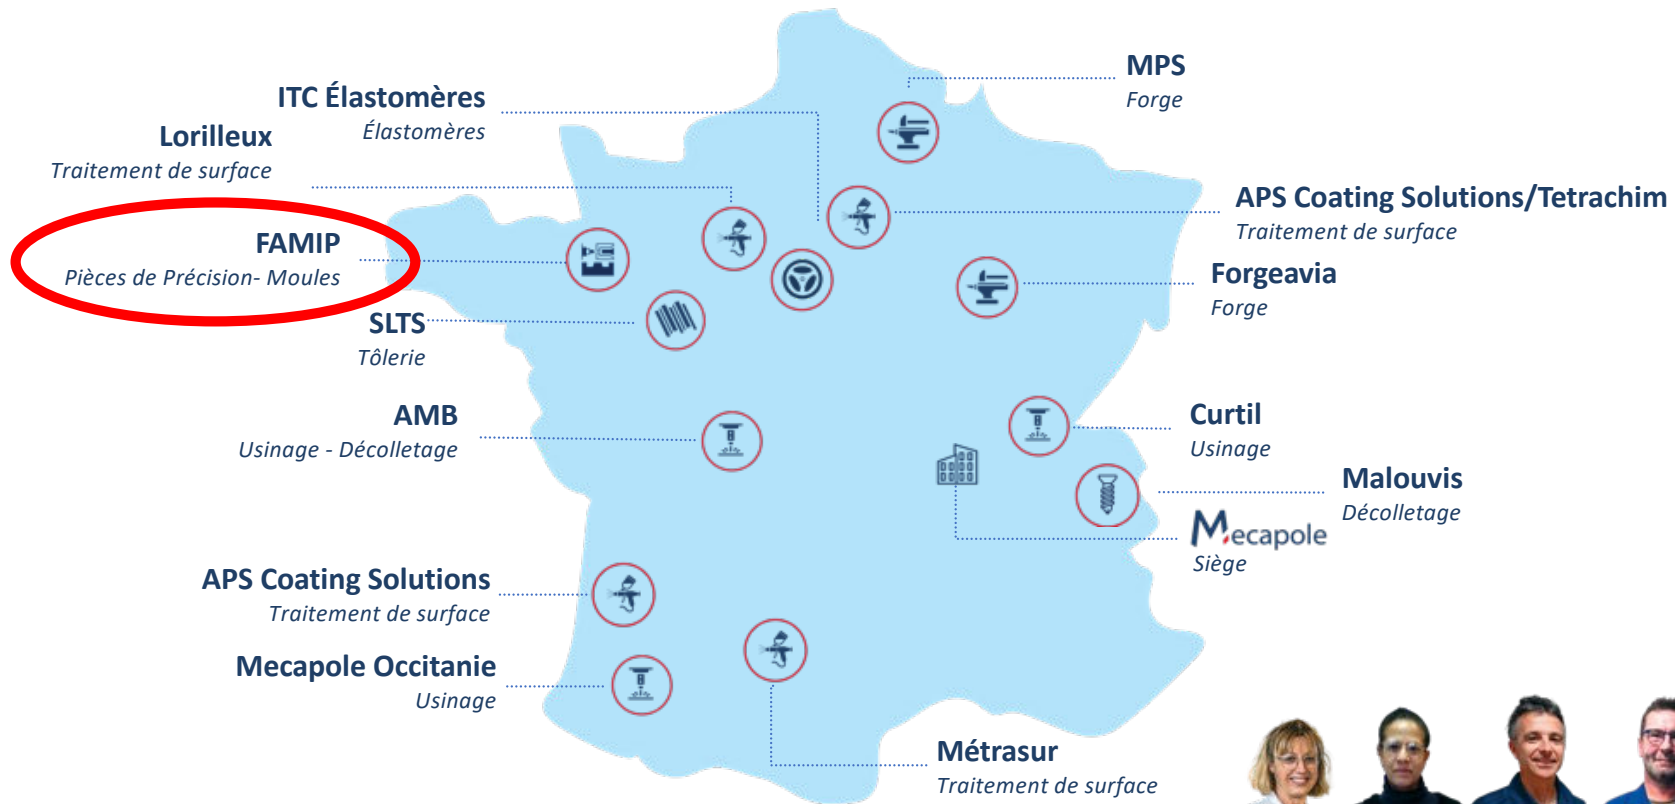 MPS
Forge
ITC Élastomères
Élastomères
Lorilleux
Traitement de surface
APS Coating Solutions/Tetrachim
Traitement de surface
FAMIP
Pièces de Précision- Moules
Forgeavia
Forge
SLTS
Tôlerie
AMB
Usinage - Décolletage
Curtil
Usinage
Malouvis
Décolletage
Mecapole
Siège
APS Coating Solutions
Traitement de surface
Mecapole Occitanie
Usinage
Métrasur
Traitement de surface